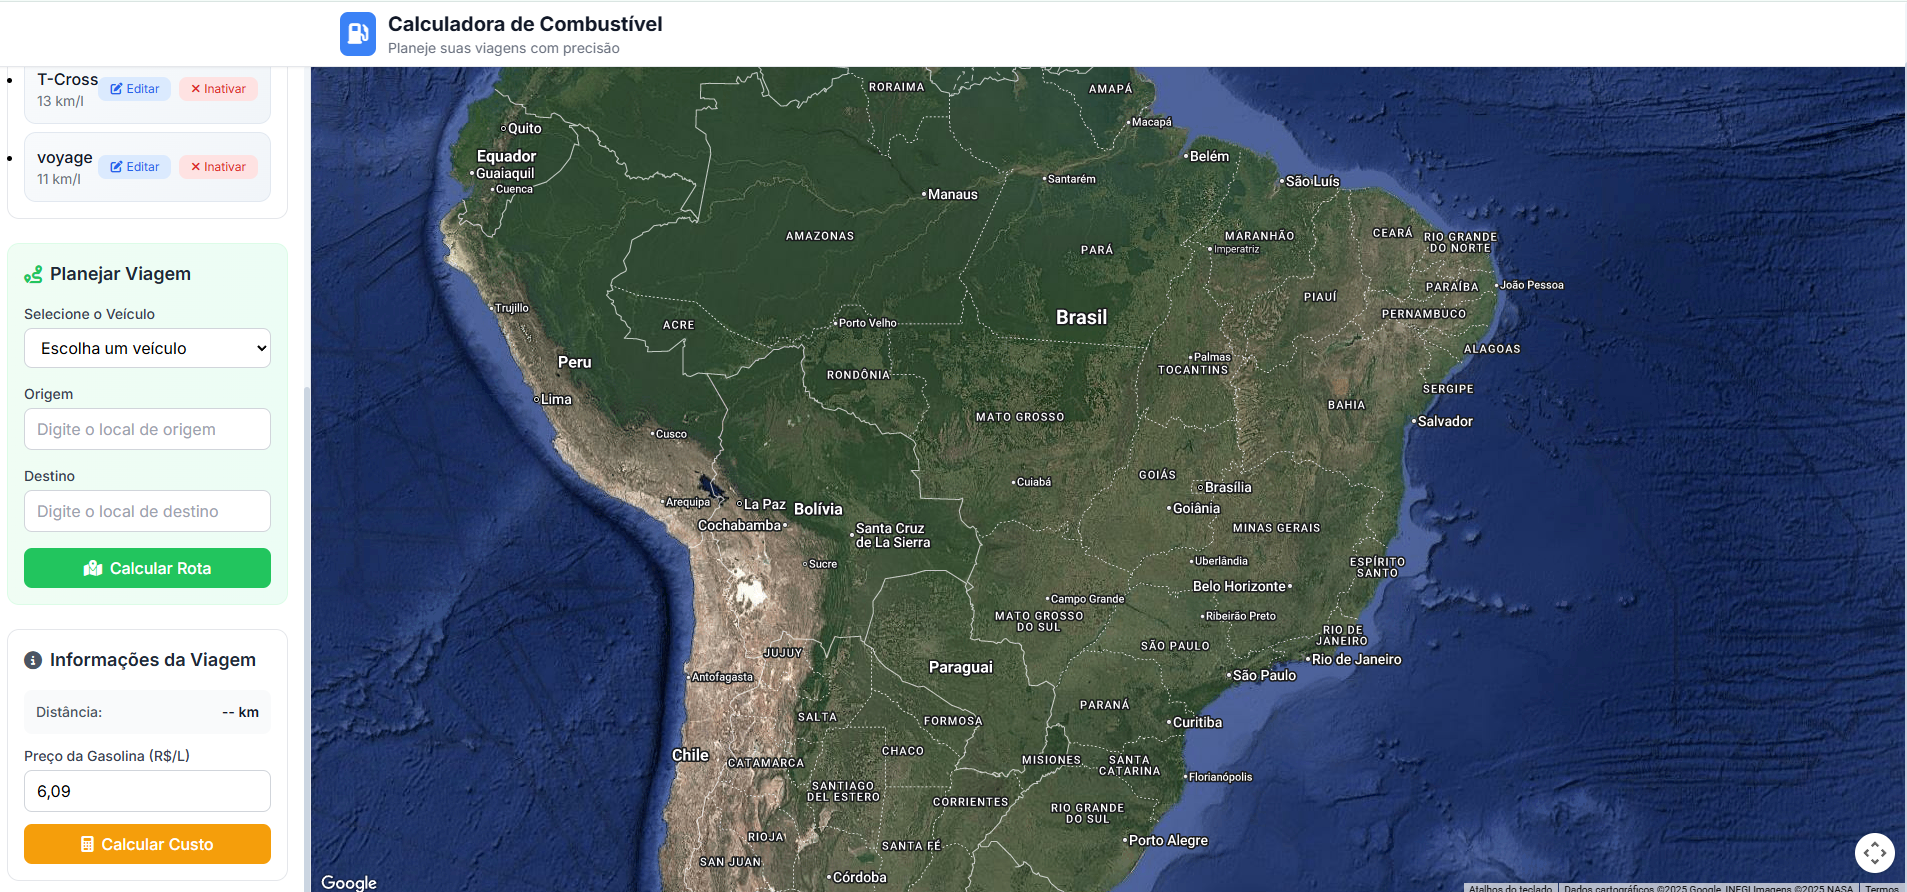 Calculadora de Combustível
Planeje suas viagens com precisão
T-Cross
13 km/l
Editar
Inativar
voyage
11 km/l
Editar
Inativar
Planejar Viagem
Selecione o Veículo
Escolha um veículo
Origem
Digite o local de origem
Destino
Digite o local de destino
Calcular Rota
Informações da Viagem
Distância:
-- km
Preço da Gasolina (R$/L)
6,09
Calcular Custo
RORAIMA
AMAPÁ
Macapá
Quito
Equador
Guaiaquil
Cuenca
Belém
Santarém
São Luís
Manaus
AMAZONAS
PARÁ
MARANHÃO
Imperatriz
CEARÁ
RIO GRANDE
DO NORTE
PARAÍBA
João Pessoa
PIAUÍ
PERNAMBUCO
Trujillo
ACRE
Porto Velho
Brasil
ALAGOAS
Peru
RONDÔNIA
Palmas
TOCANTINS
SERGIPE
Lima
MATO GROSSO
BAHIA
Salvador
Cusco
GOIÁS
Cuiabá
Brasília
Arequipa
La Paz
Bolívia
Goiânia
Cochabamba
Santa Cruz
de La Sierra
MINAS GERAIS
Sucre
Uberlândia
ESPÍRITO
SANTO
Belo Horizonte
Campo Grande
MATO GROSSO
DO SUL
Ribeirão Preto
RIO DE
JANEIRO
Rio de Janeiro
SÃO PAULO
São Paulo
JUJUY
Paraguai
Antofagasta
PARANÁ
SALTA
FORMOSA
Curitiba
Chile
CATAMARCA
CHACO
MISIONES
SANTA
CATARINA
Florianópolis
SANTIAGO
DEL ESTERO
CORRIENTES
RIO GRANDE
DO SUL
RIOJA
SANTA FÉ
Porto Alegre
SAN JUAN
Córdoba
Google
Atalhos do teclado
Dados cartográficos ©2025 Google, INEGI Imagens ©2025 NASA
Termos